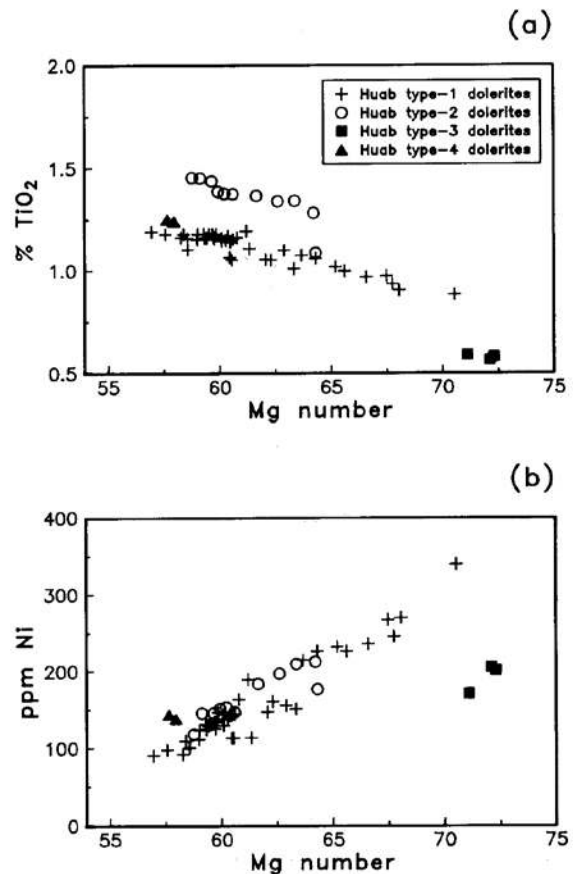 (a)
2.0
1.5
1.0
0.5
% TiO₂
Huab type-1 dolerites
Huab type-2 dolerites
Huab type-3 dolerites
Huab type-4 dolerites
55 60 65 70 75
Mg number
(b)
400
300
200
100
0
ppm Ni
55 60 65 70 75
Mg number